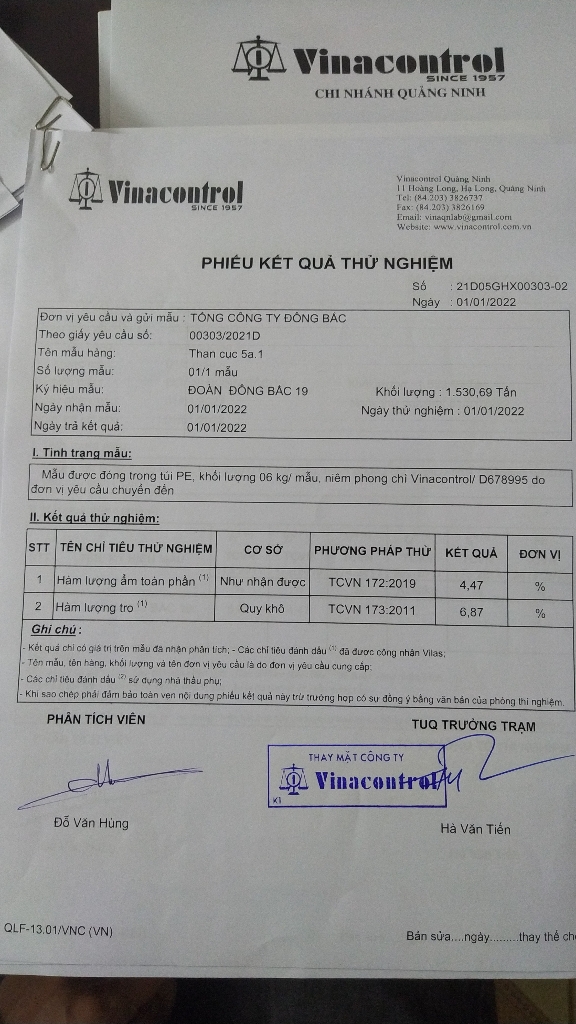 Vinacontrol
SINCE 1957
CHI NHÁNH QUẢNG NINH
Vinacontrol
SINCE 1957
Vinacontrol Quảng Ninh
11 Hoàng Long, Hạ Long, Quảng Ninh
Tel: (84.203) 3826737
Fax: (84.203) 3826169
Email: vinaqnlab@gmail.com
Website: www.vinacontrol.com.vn
PHIẾU KẾT QUẢ THỬ NGHIỆM
Số : 21D05GHX00303-02
Ngày : 01/01/2022
Đơn vị yêu cầu và gửi mẫu : TỔNG CÔNG TY ĐÔNG BẮC
Theo giấy yêu cầu số: 00303/2021D
Tên mẫu hàng: Than cục 5a.1
Số lượng mẫu: 01/1 mẫu
Ký hiệu mẫu: ĐOÀN ĐÔNG BẮC 19 Khối lượng : 1.530,69 Tấn
Ngày nhận mẫu: 01/01/2022 Ngày thử nghiệm : 01/01/2022
Ngày trả kết quả: 01/01/2022
I. Tình trạng mẫu:
Mẫu được đóng trong túi PE, khối lượng 06 kg/ mẫu, niêm phong chì Vinacontrol/ D678995 do
đơn vị yêu cầu chuyển đến
II. Kết quả thử nghiệm:
STT TÊN CHỈ TIÊU THỬ NGHIỆM CƠ SỞ PHƯƠNG PHÁP THỬ KẾT QUẢ ĐƠN VỊ
1 Hàm lượng ẩm toàn phần (1) Như nhận được TCVN 172:2019 4,47 %
2 Hàm lượng tro (1) Quy khô TCVN 173:2011 6,87 %
Ghi chú :
- Kết quả chỉ có giá trị trên mẫu đã nhận phân tích; - Các chỉ tiêu đánh dấu (1) đã được công nhận Vilas;
- Tên mẫu, tên hàng, khối lượng và tên đơn vị yêu cầu là do đơn vị yêu cầu cung cấp;
- Các chỉ tiêu đánh dấu (2) sử dụng nhà thầu phụ;
- Khi sao chép phải đảm bảo toàn vẹn nội dung phiếu kết quả này trừ trường hợp có sự đồng ý bằng văn bản của phòng thí nghiệm.
PHÂN TÍCH VIÊN TUQ TRƯỞNG TRẠM
THAY MẶT CÔNG TY
Vinacontrol
K1
Đỗ Văn Hùng Hà Văn Tiến
QLF-13.01/VNC (VN) Bản sửa....ngày.........thay thế ch